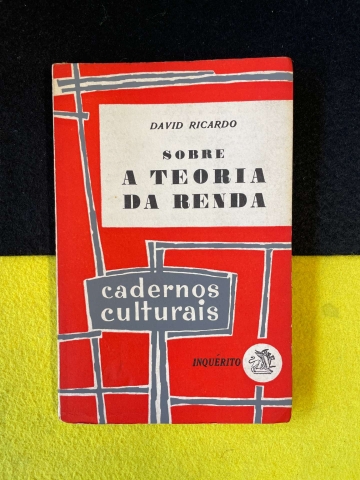 DAVID RICARDO
SOBRE
A TEORIA
DA RENDA
cadernos
culturais
INQUÉRITO